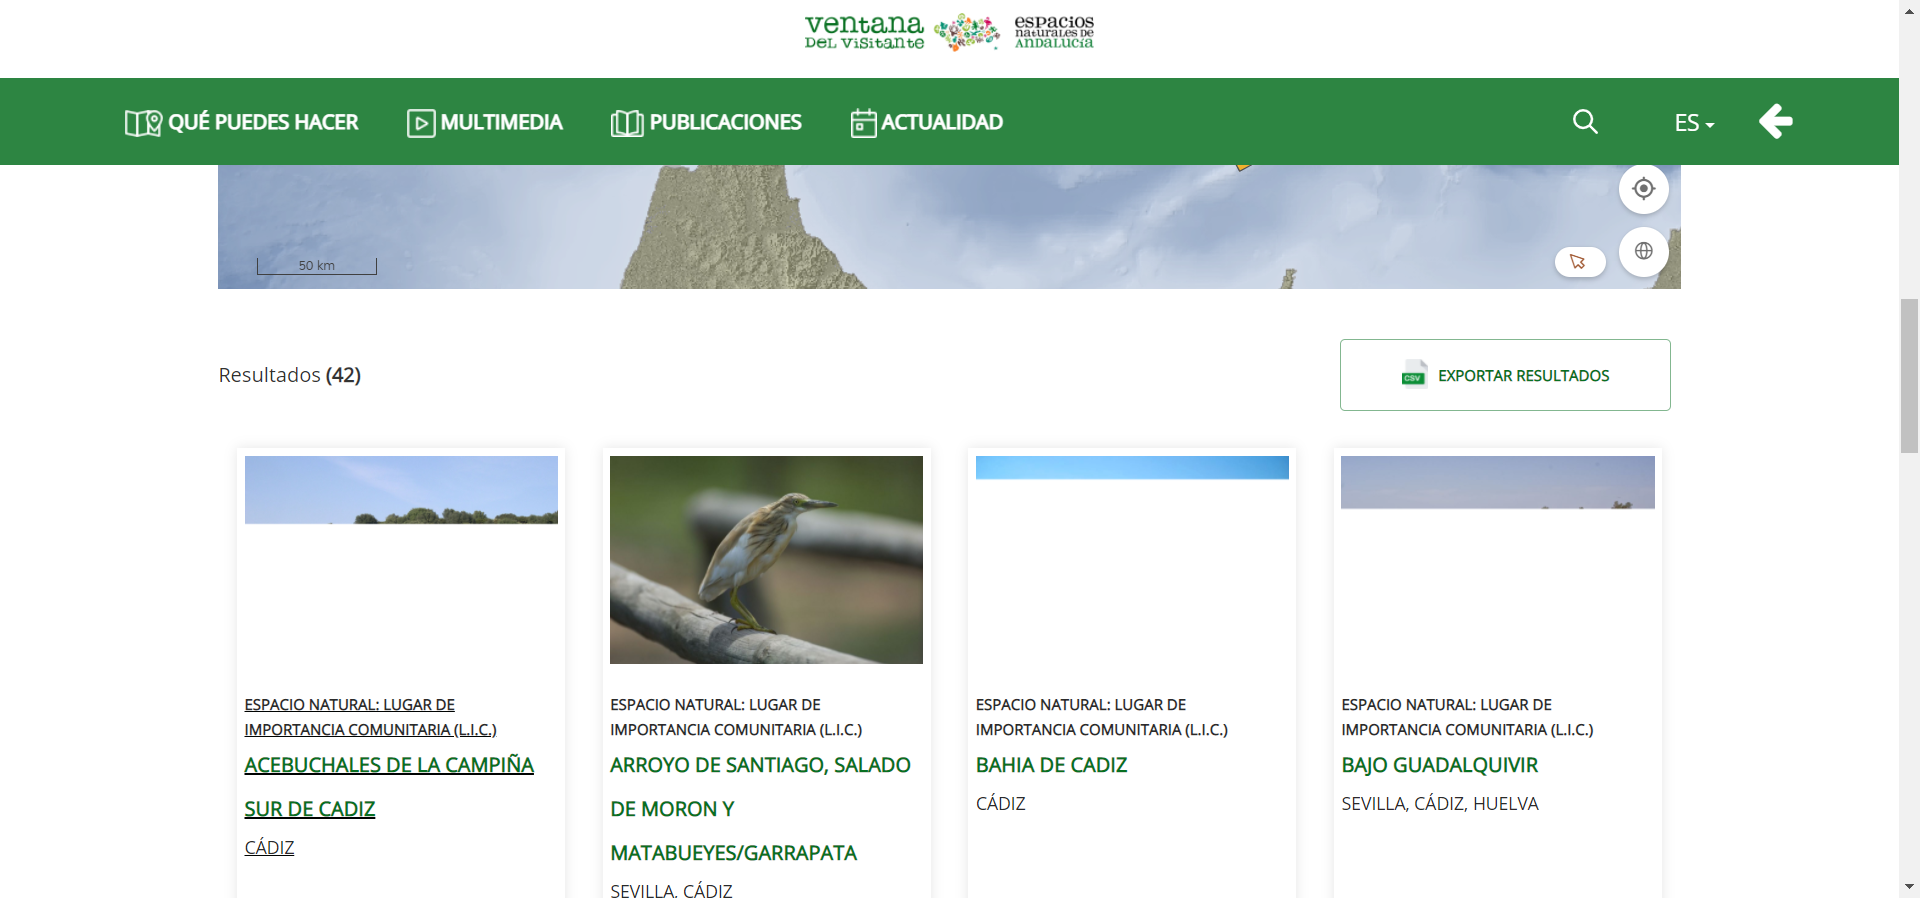 ventana
DEL VISITANTE
espacios
naturales de
ANDALUCÍA
QUÉ PUEDES HACER
MULTIMEDIA
PUBLICACIONES
ACTUALIDAD
ES
50 km
Resultados (42)
CSV
EXPORTAR RESULTADOS
ESPACIO NATURAL: LUGAR DE
IMPORTANCIA COMUNITARIA (L.I.C.)
ACEBUCHALES DE LA CAMPIÑA
SUR DE CADIZ
CÁDIZ
ESPACIO NATURAL: LUGAR DE
IMPORTANCIA COMUNITARIA (L.I.C.)
ARROYO DE SANTIAGO, SALADO
DE MORON Y
MATABUEYES/GARRAPATA
SEVILLA, CÁDIZ
ESPACIO NATURAL: LUGAR DE
IMPORTANCIA COMUNITARIA (L.I.C.)
BAHIA DE CADIZ
CÁDIZ
ESPACIO NATURAL: LUGAR DE
IMPORTANCIA COMUNITARIA (L.I.C.)
BAJO GUADALQUIVIR
SEVILLA, CÁDIZ, HUELVA